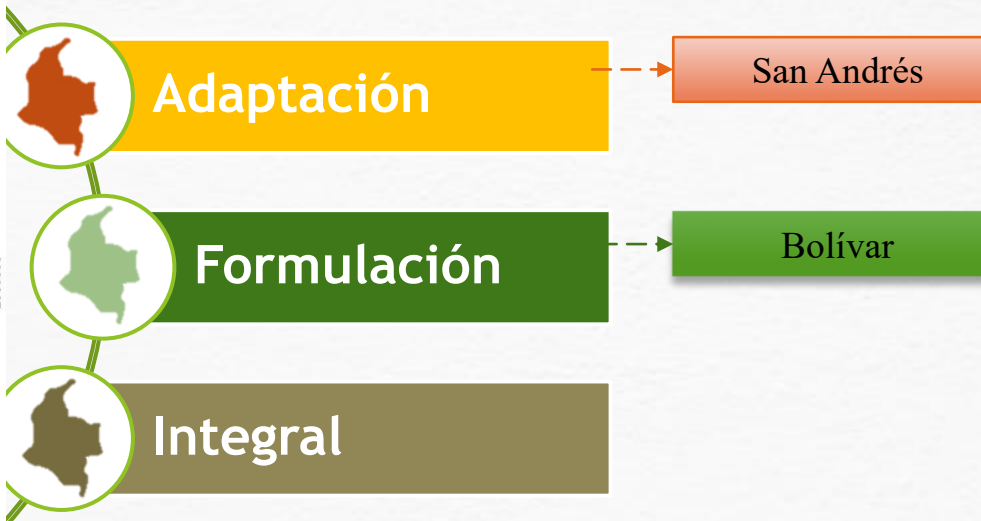 Adaptación
San Andrés
Formulación
Bolívar
Integral